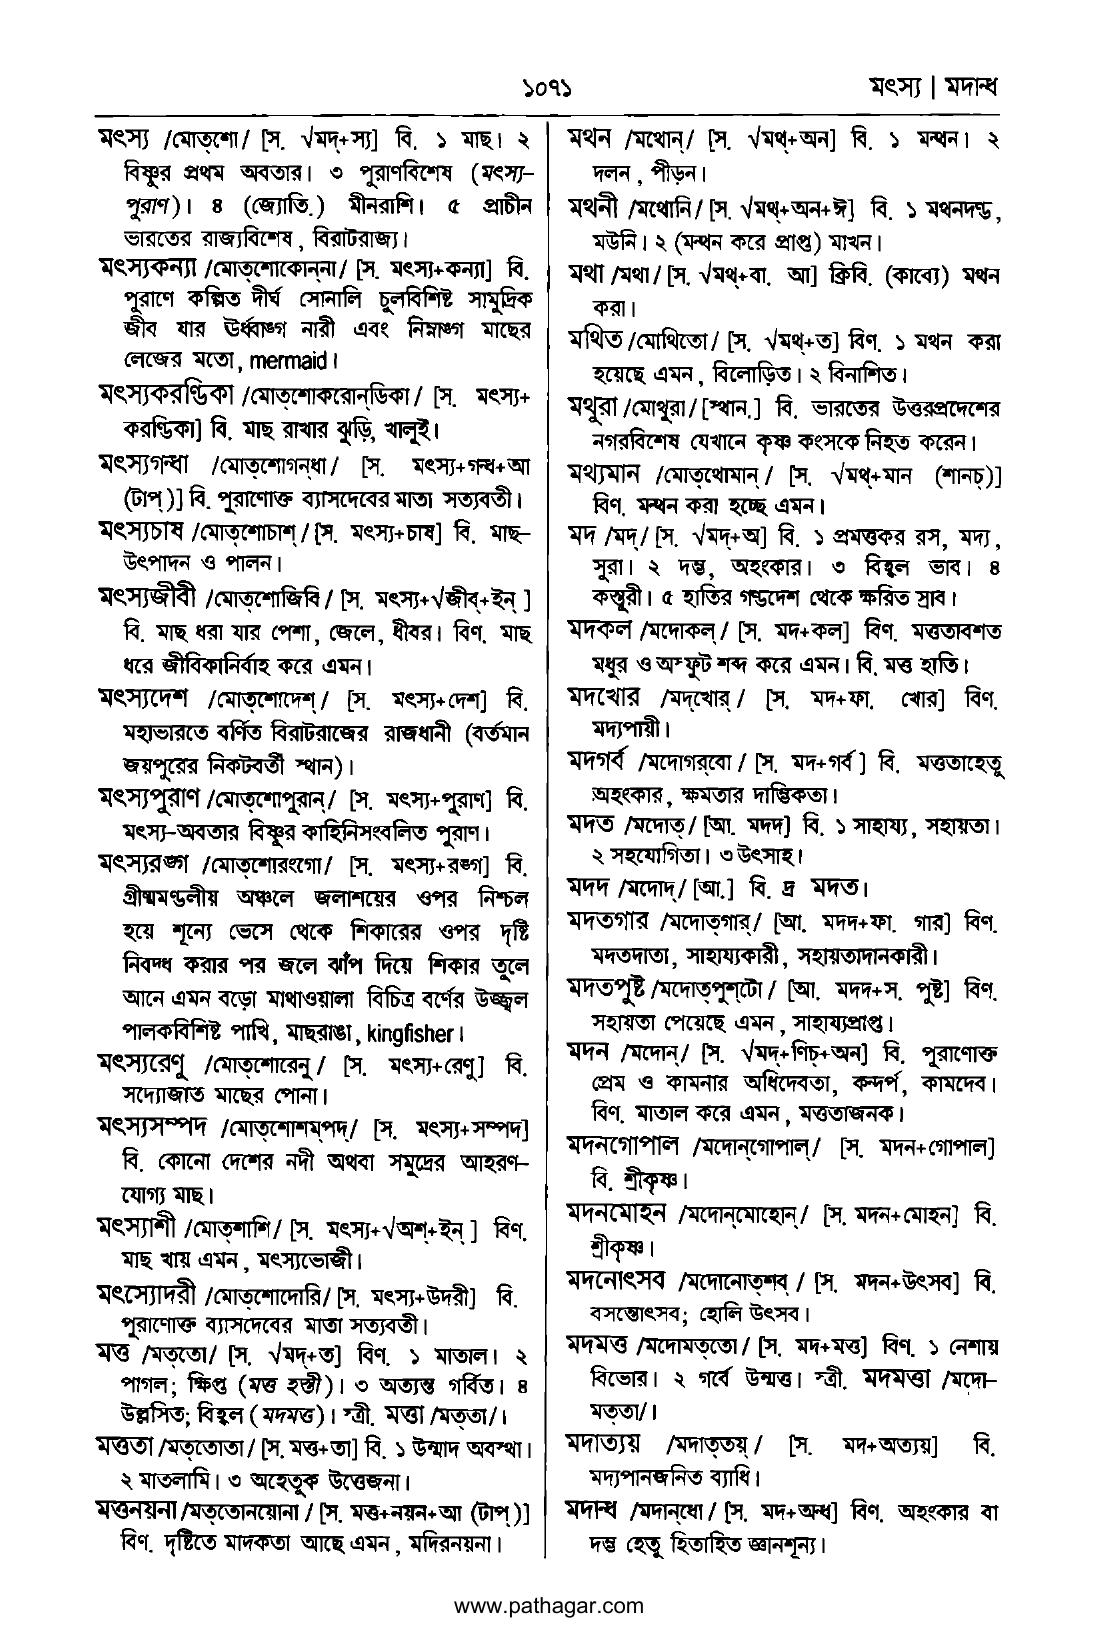 ১০৭১
মৎস্য | মদান্ধ
মৎস্য /মোত্‌শো/ [স. √মদ্+স্য] বি. ১ মাছ। ২
বিষ্ণুর প্রথম অবতার। ৩ পুরাণবিশেষ (মৎস্য-
পুরাণ)। ৪ (জ্যোতি.) মীনরাশি। ৫ প্রাচীন
ভারতের রাজ্যবিশেষ, বিরাটরাজ্য।
মৎস্যকন্যা /মোত্‌শোকোন্‌না/ [স. মৎস্য+কন্যা] বি.
পুরাণে কল্পিত দীর্ঘ সোনালি চুলবিশিষ্ট সামুদ্রিক
জীব যার ঊর্ধ্বাঙ্গ নারী এবং নিম্নাঙ্গ মাছের
লেজের মতো, mermaid।
মৎস্যকরণ্ডিকা /মোত্‌শোকরোন্‌ডিকা/ [স. মৎস্য+
করণ্ডিকা] বি. মাছ রাখার ঝুড়ি, খালুই।
মৎস্যগন্ধা /মোত্‌শোগন্‌ধা/ [স. মৎস্য+গন্ধ+আ
(টাপ্)] বি. পুরাণোক্ত ব্যাসদেবের মাতা সত্যবতী।
মৎস্যচাষ /মোত্‌শোচাশ্/ [স. মৎস্য+চাষ] বি. মাছ-
উৎপাদন ও পালন।
মৎস্যজীবী /মোত্‌শোজিবি/ [স. মৎস্য+√জীব্+ইন্]
বি. মাছ ধরা যার পেশা, জেলে, ধীবর। বিণ. মাছ
ধরে জীবিকানির্বাহ করে এমন।
মৎস্যদেশ /মোত্‌শোদেশ্/ [স. মৎস্য+দেশ] বি.
মহাভারতে বর্ণিত বিরাটরাজের রাজধানী (বর্তমান
জয়পুরের নিকটবর্তী স্থান)।
মৎস্যপুরাণ /মোত্‌শোপুরান্/ [স. মৎস্য+পুরাণ] বি.
মৎস্য-অবতার বিষ্ণুর কাহিনিসংবলিত পুরাণ।
মৎস্যরঙ্গ /মোত্‌শোরংগো/ [স. মৎস্য+রঙ্গ] বি.
গ্রীষ্মমণ্ডলীয় অঞ্চলে জলাশয়ের ওপর নিশ্চল
হয়ে শূন্যে ভেসে থেকে শিকারের ওপর দৃষ্টি
নিবদ্ধ করার পর জলে ঝাঁপ দিয়ে শিকার তুলে
আনে এমন বড়ো মাথাওয়ালা বিচিত্র বর্ণের উজ্জ্বল
পালকবিশিষ্ট পাখি, মাছরাঙা, kingfisher।
মৎস্যরেণু /মোত্‌শোরেনু/ [স. মৎস্য+রেণু] বি.
সদ্যোজাত মাছের পোনা।
মৎস্যসম্পদ /মোত্‌শোশম্‌পদ্/ [স. মৎস্য+সম্পদ]
বি. কোনো দেশের নদী অথবা সমুদ্রের আহরণ-
যোগ্য মাছ।
মৎস্যাশী /মোত্‌শাশি/ [স. মৎস্য+√অশ্+ইন্] বিণ.
মাছ খায় এমন, মৎস্যভোজী।
মৎস্যোদরী /মোত্‌শোদোরি/ [স. মৎস্য+উদরী] বি.
পুরাণোক্ত ব্যাসদেবের মাতা সত্যবতী।
মত্ত /মত্‌তো/ [স. √মদ্+ত] বিণ. ১ মাতাল। ২
পাগল; ক্ষিপ্ত (মত্ত হস্তী)। ৩ অত্যন্ত গর্বিত। ৪
উল্লসিত; বিহ্বল (মদমত্ত)। স্ত্রী. মত্তা /মত্‌তা/।
মত্ততা /মত্‌তোতা/ [স. মত্ত+তা] বি. ১ উন্মাদ অবস্থা।
২ মাতলামি। ৩ অহেতুক উত্তেজনা।
মত্তনয়না /মত্‌তোনয়োনা/ [স. মত্ত+নয়ন+আ (টাপ্)]
বিণ. দৃষ্টিতে মাদকতা আছে এমন, মদিরনয়না।
মথন /মথোন্/ [স. √মথ্+অন] বি. ১ মন্থন। ২
দলন, পীড়ন।
মথনী /মথোনি/ [স. √মথ্+অন+ঈ] বি. ১ মথনদণ্ড,
মউনি। ২ (মন্থন করে প্রাপ্ত) মাখন।
মথা /মথা/ [স. √মথ্+বা. আ] ক্রিবি. (কাব্যে) মথন
করা।
মথিত /মোথিতো/ [স. √মথ্+ত] বিণ. ১ মথন করা
হয়েছে এমন, বিলোড়িত। ২ বিনাশিত।
মথুরা /মোথুরা/ [স্থান.] বি. ভারতের উত্তরপ্রদেশের
নগরবিশেষ যেখানে কৃষ্ণ কংসকে নিহত করেন।
মথ্যমান /মোত্‌থোমান্/ [স. √মথ্+মান (শানচ্)]
বিণ. মন্থন করা হচ্ছে এমন।
মদ /মদ্/ [স. √মদ্+অ] বি. ১ প্রমত্তকর রস, মদ্য,
সুরা। ২ দম্ভ, অহংকার। ৩ বিহ্বল ভাব। ৪
কস্তুরী। ৫ হাতির গণ্ডদেশ থেকে ক্ষরিত স্রাব।
মদকল /মদোকল্/ [স. মদ+কল] বিণ. মত্ততাবশত
মধুর ও অস্ফুট শব্দ করে এমন। বি. মত্ত হাতি।
মদখোর /মদ্‌খোর্/ [স. মদ+ফা. খোর] বিণ.
মদ্যপায়ী।
মদগর্ব /মদোগর্‌বো/ [স. মদ+গর্ব] বি. মত্ততাহেতু
অহংকার, ক্ষমতার দাম্ভিকতা।
মদত /মদোত্/ [আ. মদদ] বি. ১ সাহায্য, সহায়তা।
২ সহযোগিতা। ৩ উৎসাহ।
মদদ /মদোদ্/ [আ.] বি. দ্র মদত।
মদতগার /মদোত্‌গার্/ [আ. মদদ+ফা. গার] বিণ.
মদতদাতা, সাহায্যকারী, সহায়তাদানকারী।
মদতপুষ্ট /মদোত্‌পুশ্‌টো/ [আ. মদদ+স. পুষ্ট] বিণ.
সহায়তা পেয়েছে এমন, সাহায্যপ্রাপ্ত।
মদন /মদোন্/ [স. √মদ্+ণিচ্+অন] বি. পুরাণোক্ত
প্রেম ও কামনার অধিদেবতা, কন্দর্প, কামদেব।
বিণ. মাতাল করে এমন, মত্ততাজনক।
মদনগোপাল /মদোন্‌গোপাল্/ [স. মদন+গোপাল]
বি. শ্রীকৃষ্ণ।
মদনমোহন /মদোন্‌মোহোন্/ [স. মদন+মোহন] বি.
শ্রীকৃষ্ণ।
মদনোৎসব /মদোনোত্‌শব্/ [স. মদন+উৎসব] বি.
বসন্তোৎসব; হোলি উৎসব।
মদমত্ত /মদোমত্‌তো/ [স. মদ+মত্ত] বিণ. ১ নেশায়
বিভোর। ২ গর্বে উন্মত্ত। স্ত্রী. মদমত্তা /মদো-
মত্‌তা/।
মদাত্যয় /মদাত্‌তয়্/ [স. মদ+অত্যয়] বি.
মদ্যপানজনিত ব্যাধি।
মদান্ধ /মদান্‌ধো/ [স. মদ+অন্ধ] বিণ. অহংকার বা
দম্ভ হেতু হিতাহিত জ্ঞানশূন্য।
www.pathagar.com